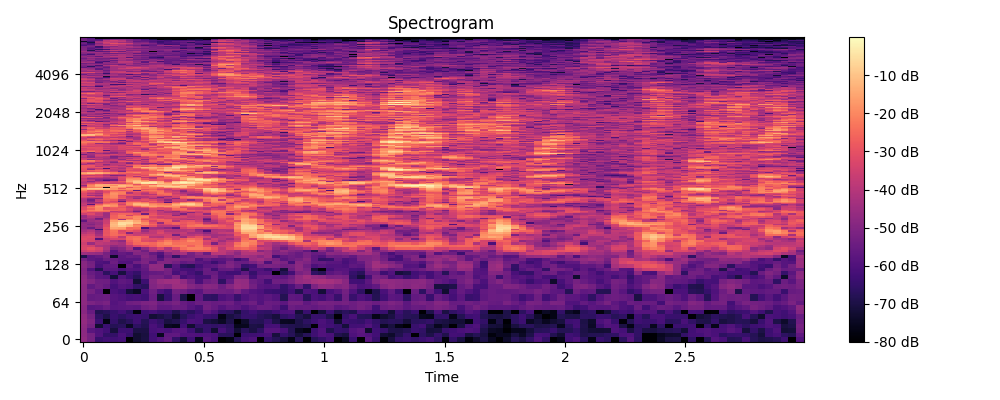 Spectrogram
Hz
4096
2048
1024
512
256
128
64
0
0
0.5
1
1.5
2
2.5
Time
-10 dB
-20 dB
-30 dB
-40 dB
-50 dB
-60 dB
-70 dB
-80 dB